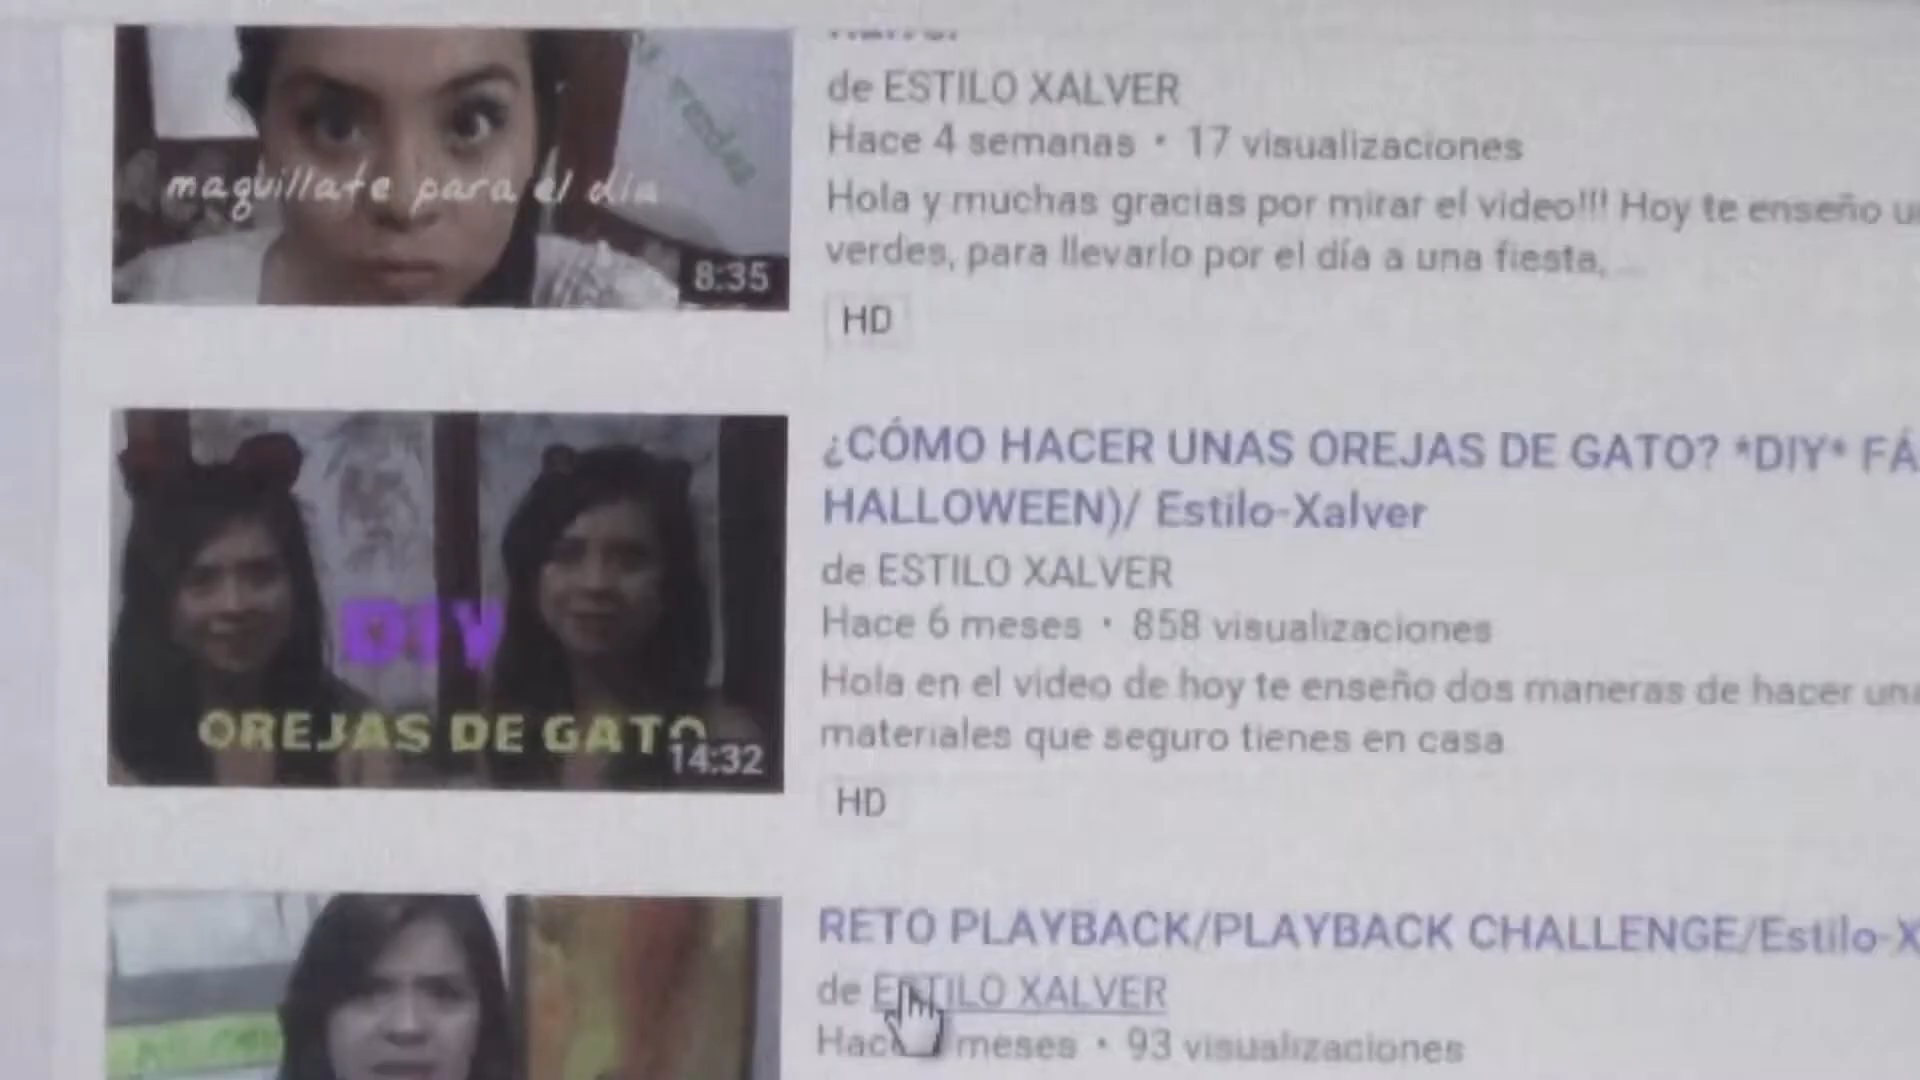 maquillate para el día
8:35
de ESTILO XALVER
Hace 4 semanas • 17 visualizaciones
Hola y muchas gracias por mirar el video!!! Hoy te enseño
verdes, para llevarlo por el día a una fiesta, ...
HD
DIY
OREJAS DE GATO
14:32
¿CÓMO HACER UNAS OREJAS DE GATO? *DIY* FÁ
HALLOWEEN)/ Estilo-Xalver
de ESTILO XALVER
Hace 6 meses • 858 visualizaciones
Hola en el video de hoy te enseño dos maneras de hacer
materiales que seguro tienes en casa
HD
RETO PLAYBACK/PLAYBACK CHALLENGE/Estilo-X
de ESTILO XALVER
meses • 93 visualizaciones